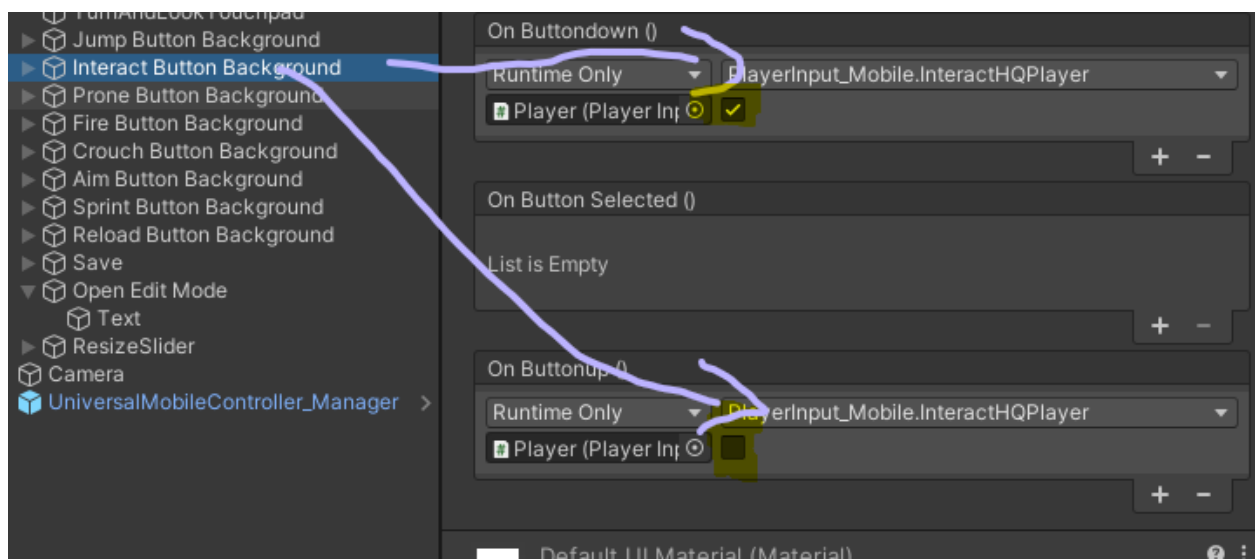 TurnAndLookTouchpad
Jump Button Background
Interact Button Background
Prone Button Background
Fire Button Background
Crouch Button Background
Aim Button Background
Sprint Button Background
Reload Button Background
Save
Open Edit Mode
Text
ResizeSlider
Camera
UniversalMobileController_Manager
On Buttondown ()
Runtime Only
PlayerInput_Mobile.InteractHQPlayer
Player (Player Inp
On Button Selected ()
List is Empty
On Buttonup ()
Runtime Only
PlayerInput_Mobile.InteractHQPlayer
Player (Player Inp
Default UI Material (Material)